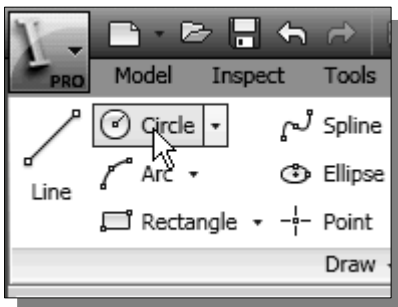 PRO
Model Inspect Tools
Circle Spline
Line Arc Ellipse
Rectangle Point
Draw